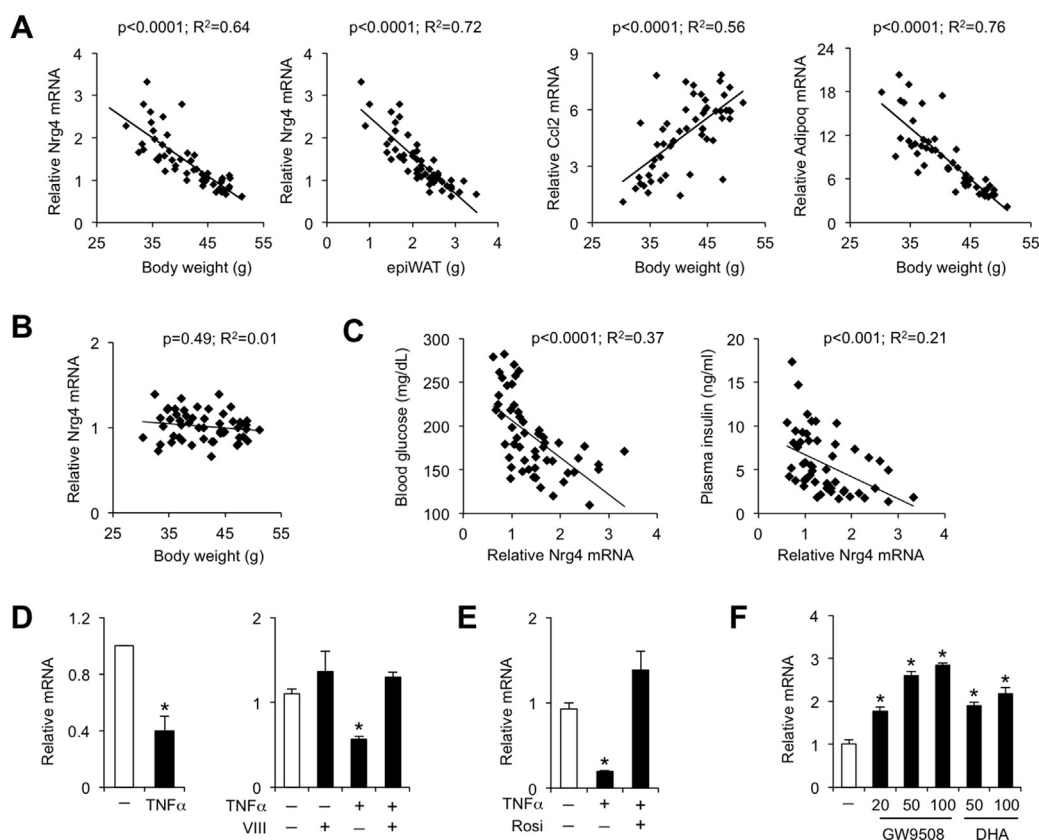 A
p<0.0001; R²=0.64
Relative Nrg4 mRNA
4
3
2
1
0
25 35 45 55
Body weight (g)
p<0.0001; R²=0.72
Relative Nrg4 mRNA
4
3
2
1
0
0 1 2 3 4
epiWAT (g)
p<0.0001; R²=0.56
Relative Ccl2 mRNA
9
6
3
0
25 35 45 55
Body weight (g)
p<0.0001; R²=0.76
Relative Adipoq mRNA
24
18
12
6
0
25 35 45 55
Body weight (g)
B
p=0.49; R²=0.01
Relative Nrg4 mRNA
2
1
0
25 35 45 55
Body weight (g)
C
p<0.0001; R²=0.37
Blood glucose (mg/dL)
300
250
200
150
100
0 1 2 3 4
Relative Nrg4 mRNA
p<0.001; R²=0.21
Plasma insulin (ng/ml)
20
15
10
5
0
0 1 2 3 4
Relative Nrg4 mRNA
D
Relative mRNA
1.2
0.8
0.4
0
*
– TNFα
2
1
0
*
TNFα – – + +
VIII – + – +
E
Relative mRNA
2
1
0
*
TNFα – + +
Rosi – – +
F
Relative mRNA
4
3
2
1
0
* * * * *
– 20 50 100 50 100
GW9508 DHA